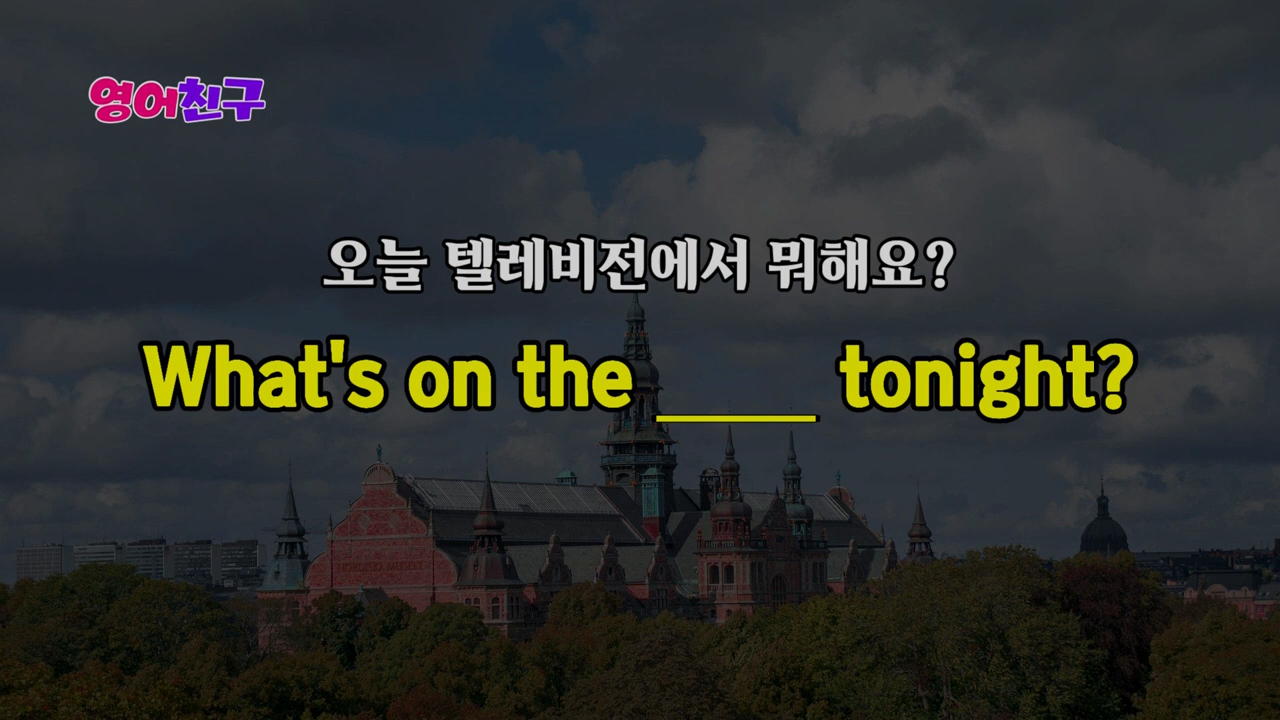 영어친구
오늘 텔레비전에서 뭐해요?
What's on the ____ tonight?